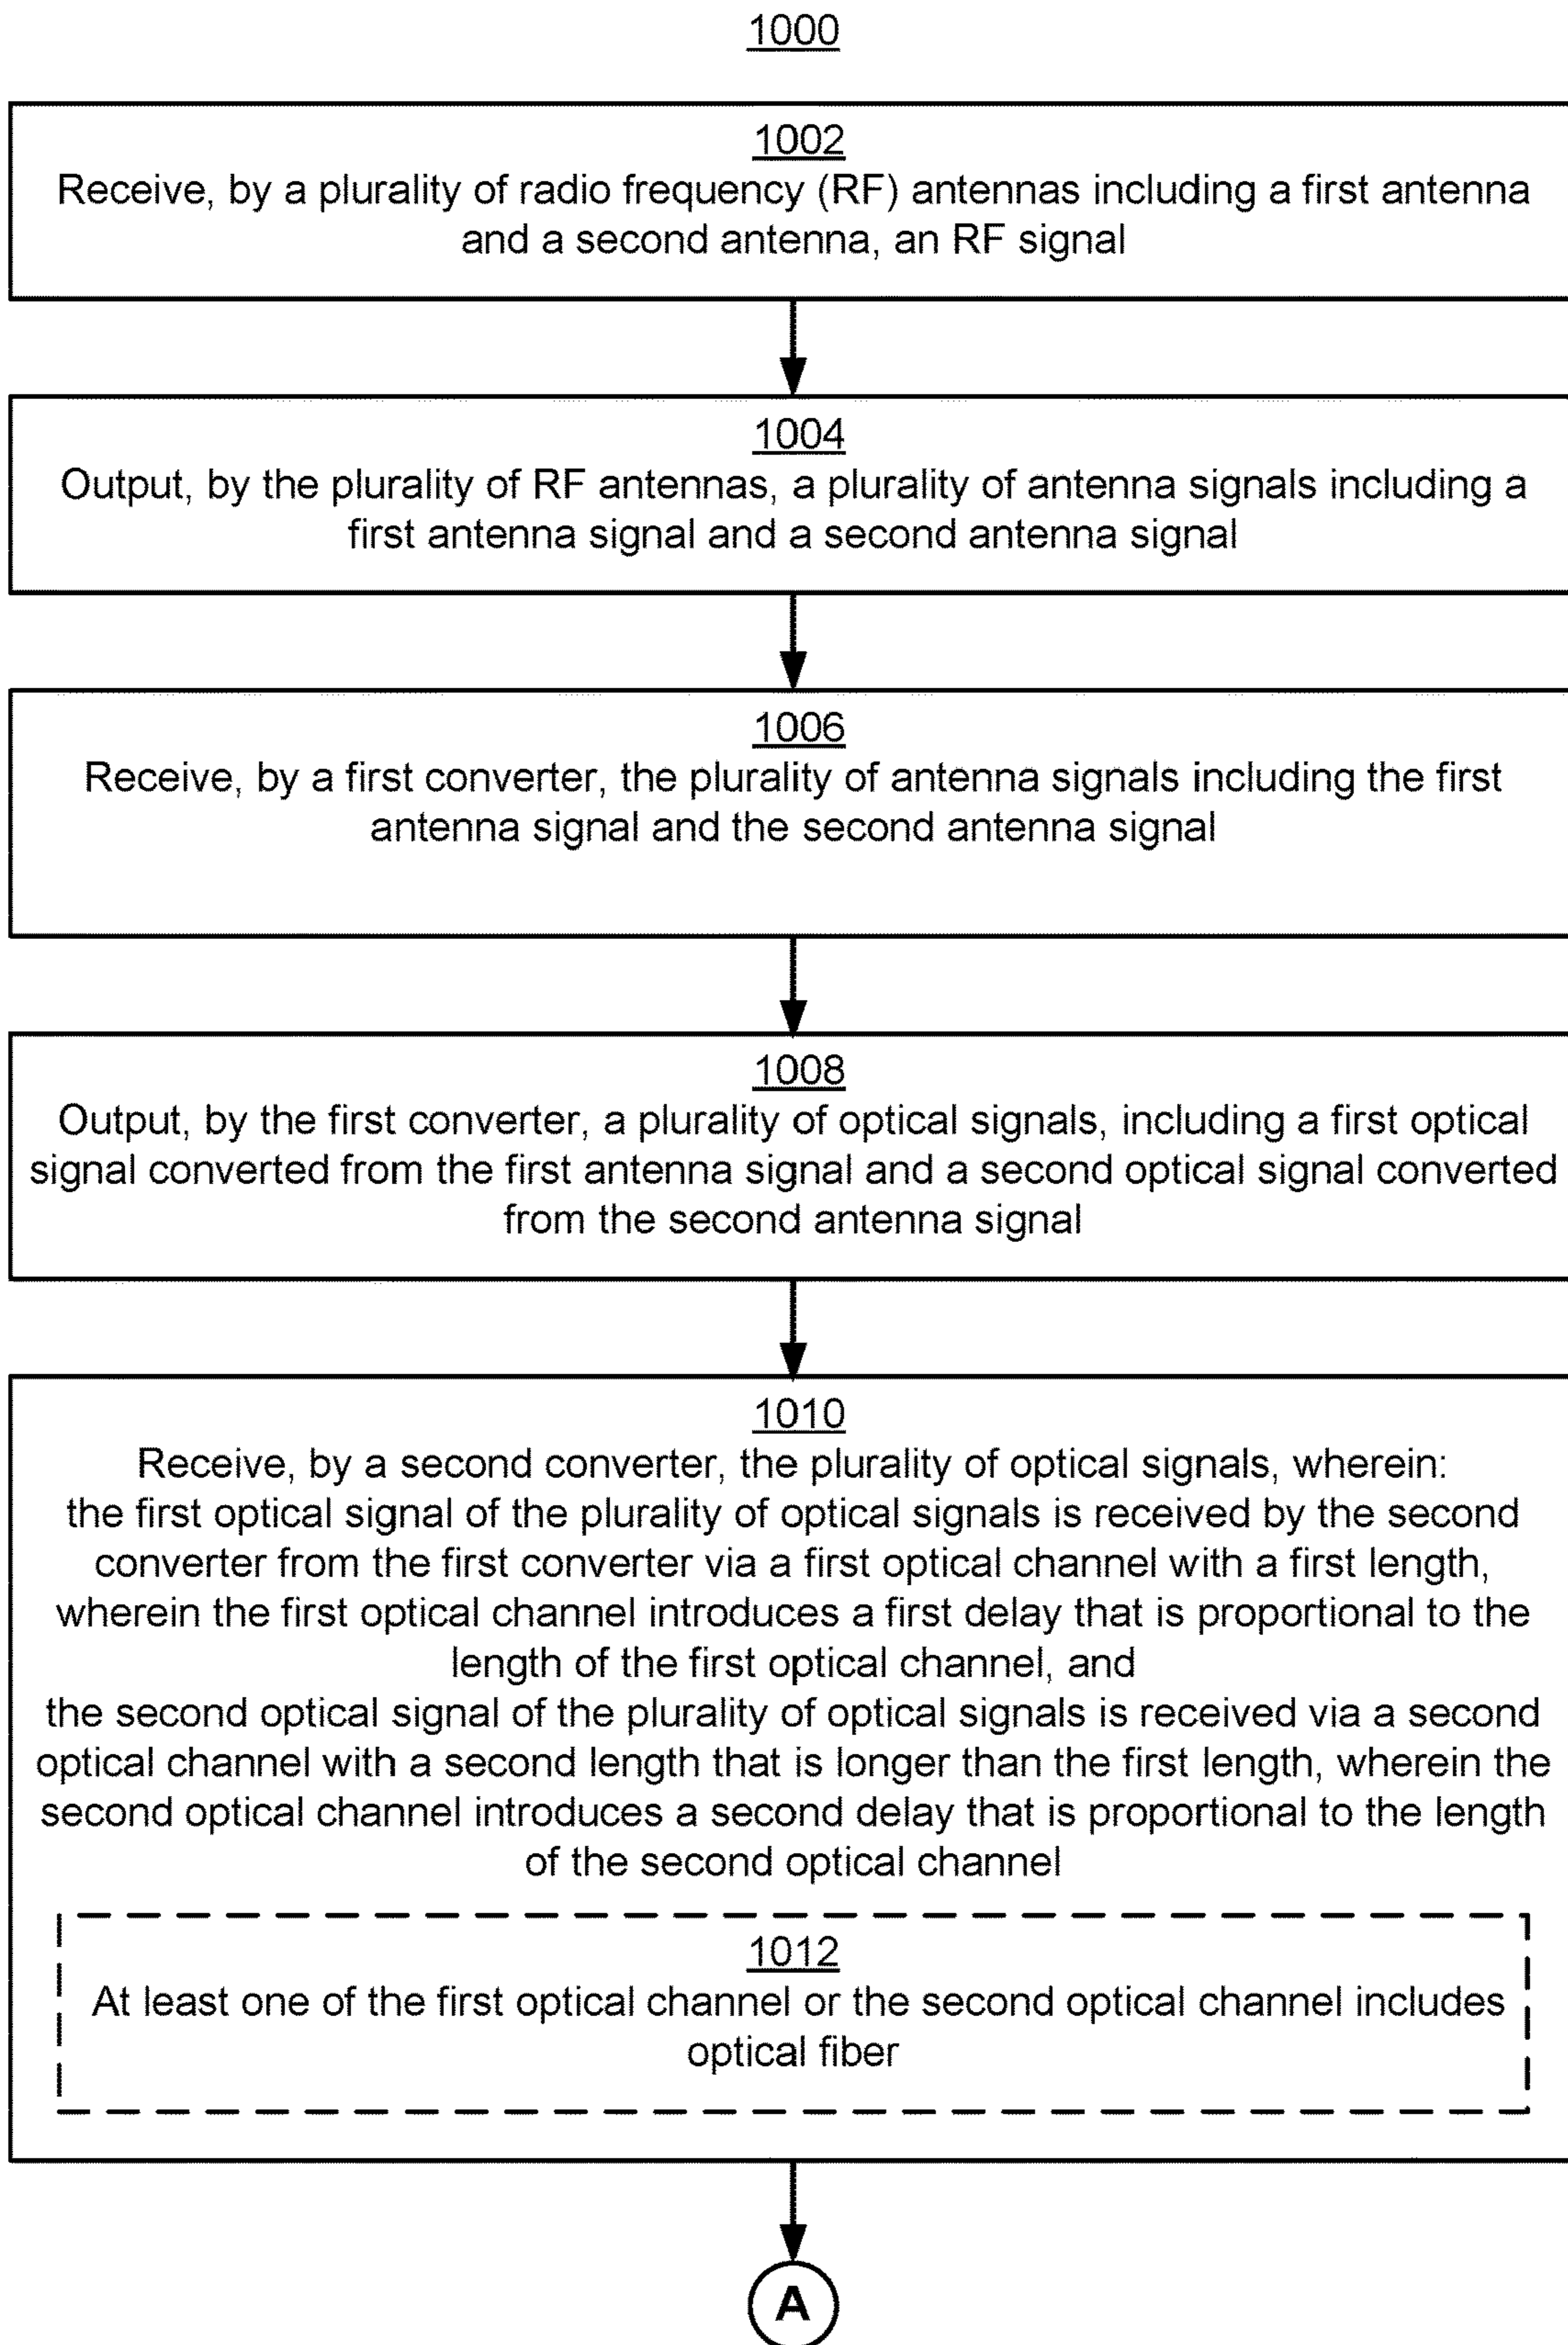 1000
1002
Receive, by a plurality of radio frequency (RF) antennas including a first antenna
and a second antenna, an RF signal
1004
Output, by the plurality of RF antennas, a plurality of antenna signals including a
first antenna signal and a second antenna signal
1006
Receive, by a first converter, the plurality of antenna signals including the first
antenna signal and the second antenna signal
1008
Output, by the first converter, a plurality of optical signals, including a first optical
signal converted from the first antenna signal and a second optical signal converted
from the second antenna signal
1010
Receive, by a second converter, the plurality of optical signals, wherein:
the first optical signal of the plurality of optical signals is received by the second
converter from the first converter via a first optical channel with a first length,
wherein the first optical channel introduces a first delay that is proportional to the
length of the first optical channel, and
the second optical signal of the plurality of optical signals is received via a second
optical channel with a second length that is longer than the first length, wherein the
second optical channel introduces a second delay that is proportional to the length
of the second optical channel
1012
At least one of the first optical channel or the second optical channel includes
optical fiber
A